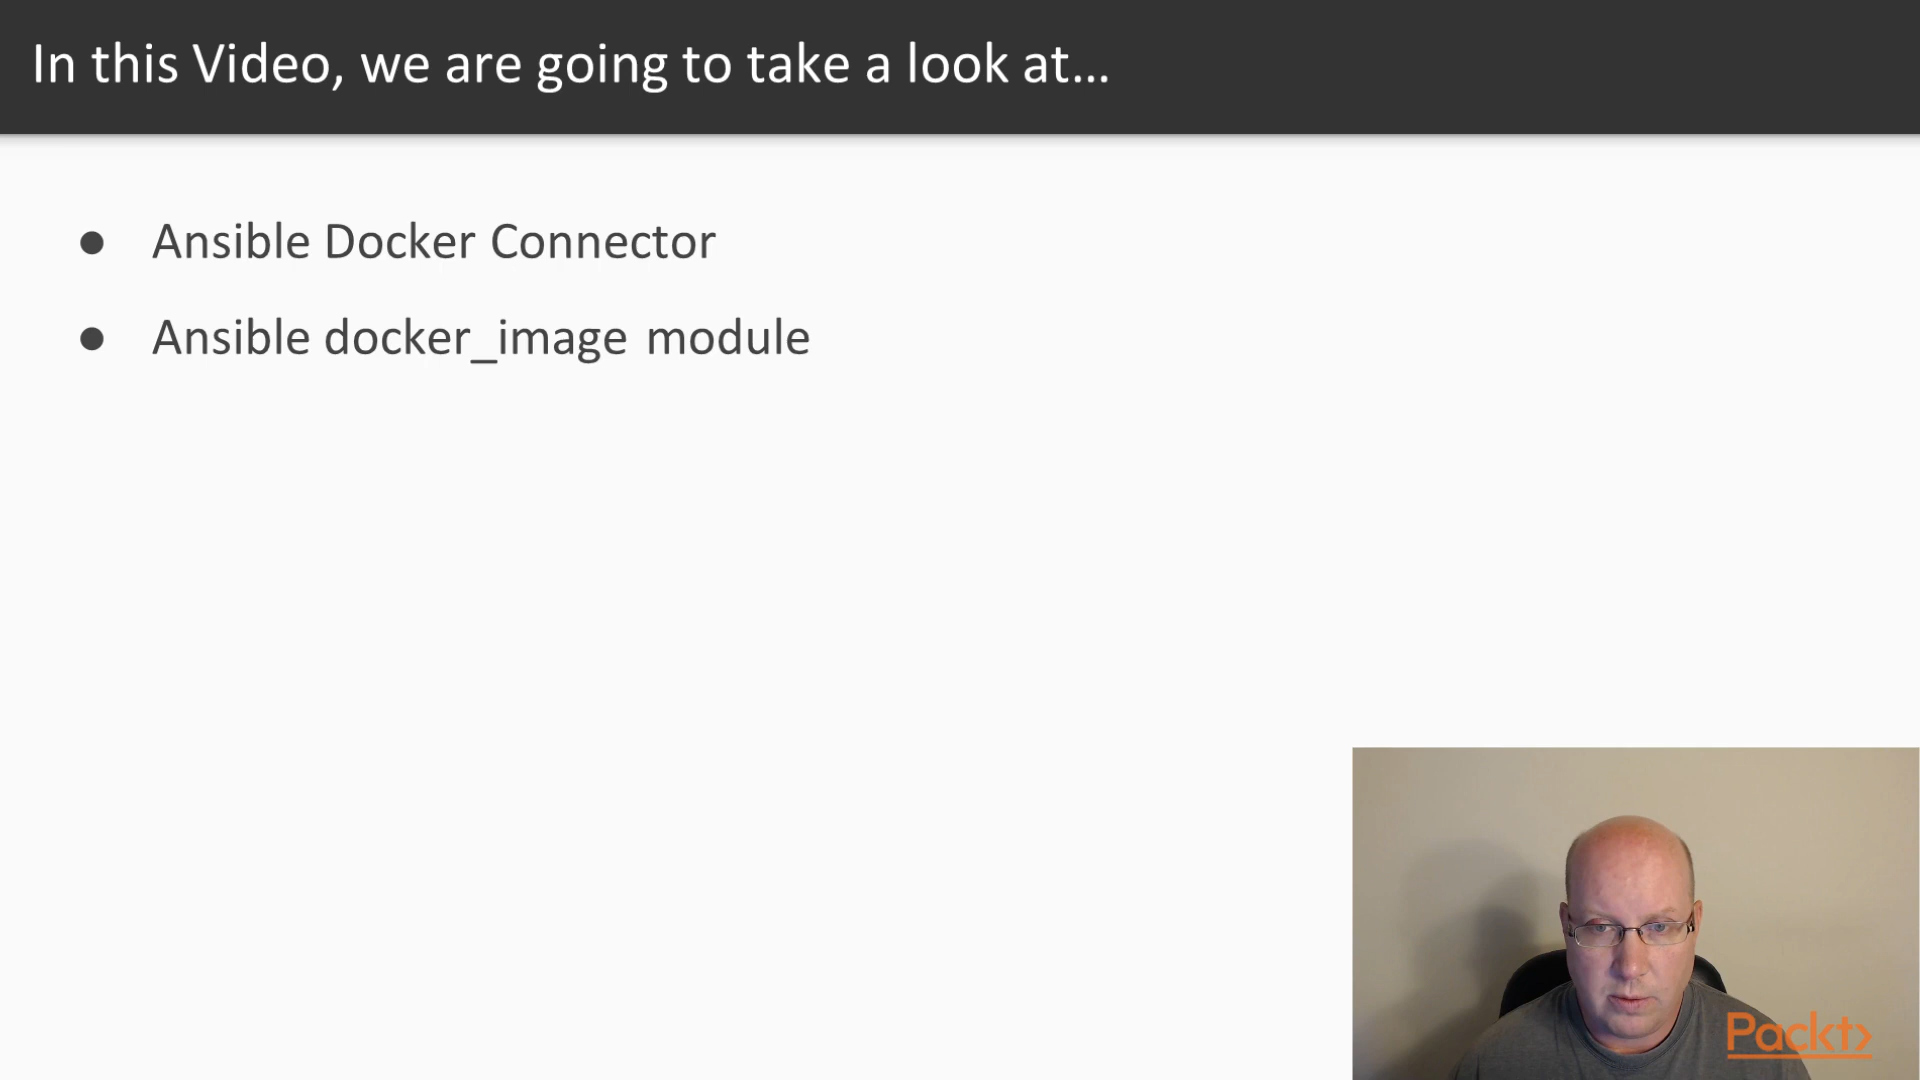 In this Video, we are going to take a look at...
● Ansible Docker Connector
● Ansible docker_image module
Packt>